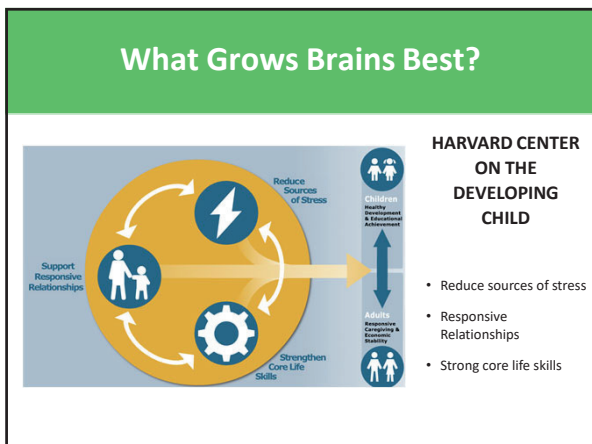 What Grows Brains Best?
Reduce
Sources
of Stress
Support
Responsive
Relationships
Strengthen
Core Life
Skills
Children
Healthy
Development
& Educational
Achievement
Adults
Responsive
Caregiving &
Economic
Stability
HARVARD CENTER
ON THE
DEVELOPING
CHILD
• Reduce sources of stress
• Responsive
Relationships
• Strong core life skills